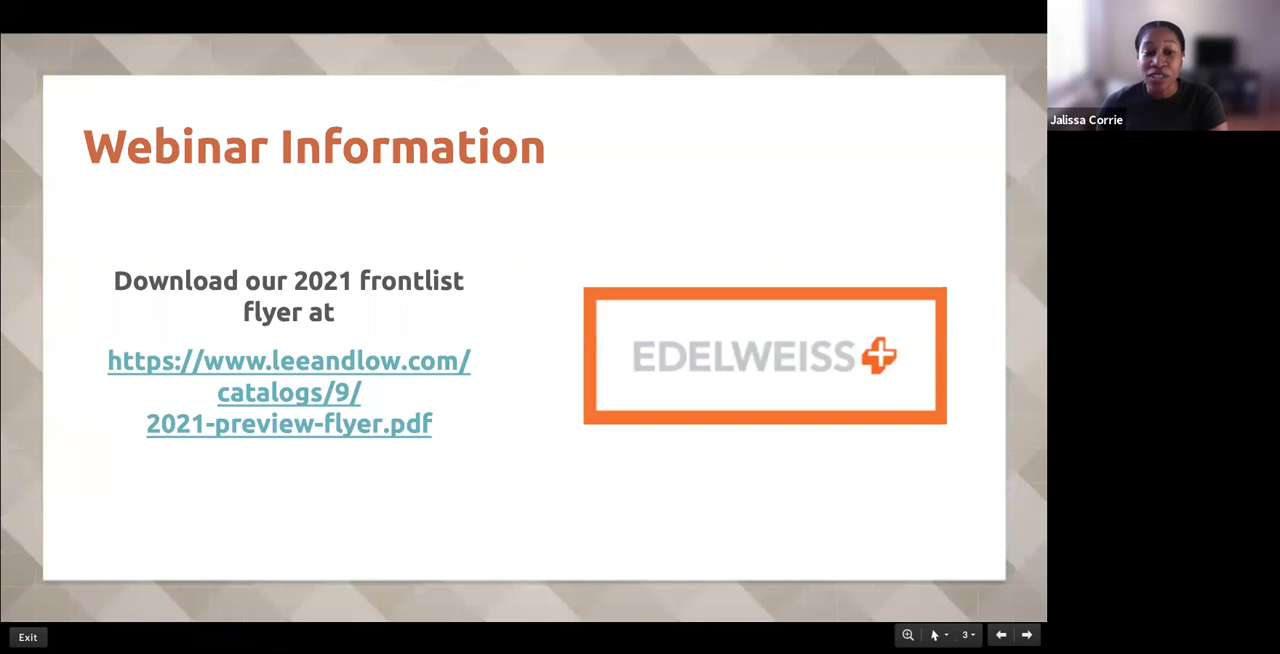 Webinar Information
Download our 2021 frontlist
flyer at
https://www.leeandlow.com/
catalogs/9/
2021-preview-flyer.pdf
EDELWEISS
Jalissa Corrie
Exit
3